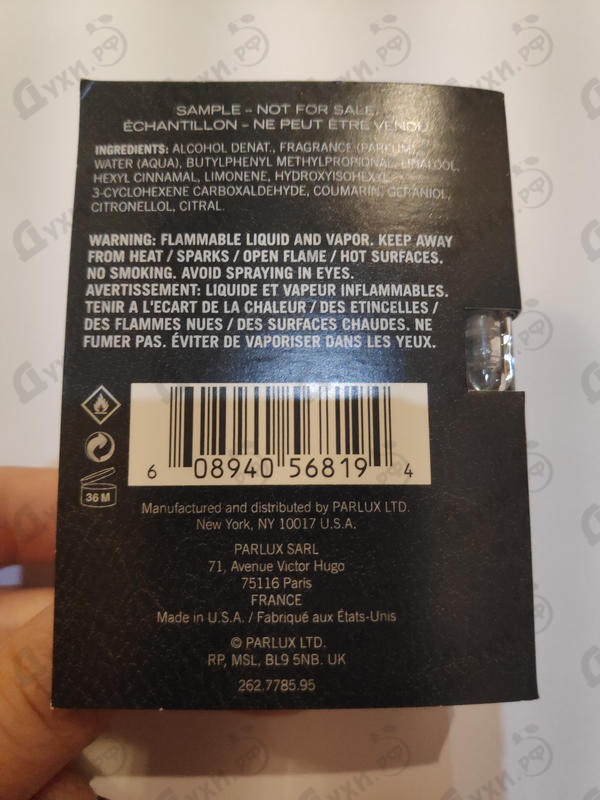 SAMPLE - NOT FOR SALE.
ÉCHANTILLON - NE PEUT ÊTRE VENDU
INGREDIENTS: ALCOHOL DENAT., FRAGRANCE (PARFUM),
WATER (AQUA), BUTYLPHENYL METHYLPROPIONAL, LINALOOL,
HEXYL CINNAMAL, LIMONENE, HYDROXYISOHEXYL
3-CYCLOHEXENE CARBOXALDEHYDE, COUMARIN, GERANIOL,
CITRONELLOL, CITRAL.
WARNING: FLAMMABLE LIQUID AND VAPOR. KEEP AWAY
FROM HEAT / SPARKS / OPEN FLAME / HOT SURFACES.
NO SMOKING. AVOID SPRAYING IN EYES.
AVERTISSEMENT: LIQUIDE ET VAPEUR INFLAMMABLES.
TENIR A L'ECART DE LA CHALEUR / DES ETINCELLES /
DES FLAMMES NUES / DES SURFACES CHAUDES. NE
FUMER PAS. ÉVITER DE VAPORISER DANS LES YEUX.
36 M
6 08940 56819 4
Manufactured and distributed by PARLUX LTD.
New York, NY 10017 U.S.A.
PARLUX SARL
71, Avenue Victor Hugo
75116 Paris
FRANCE
Made in U.S.A. / Fabriqué aux États-Unis
© PARLUX LTD.
RP, MSL, BL9 5NB. UK
262.7785.95
Духи.рф